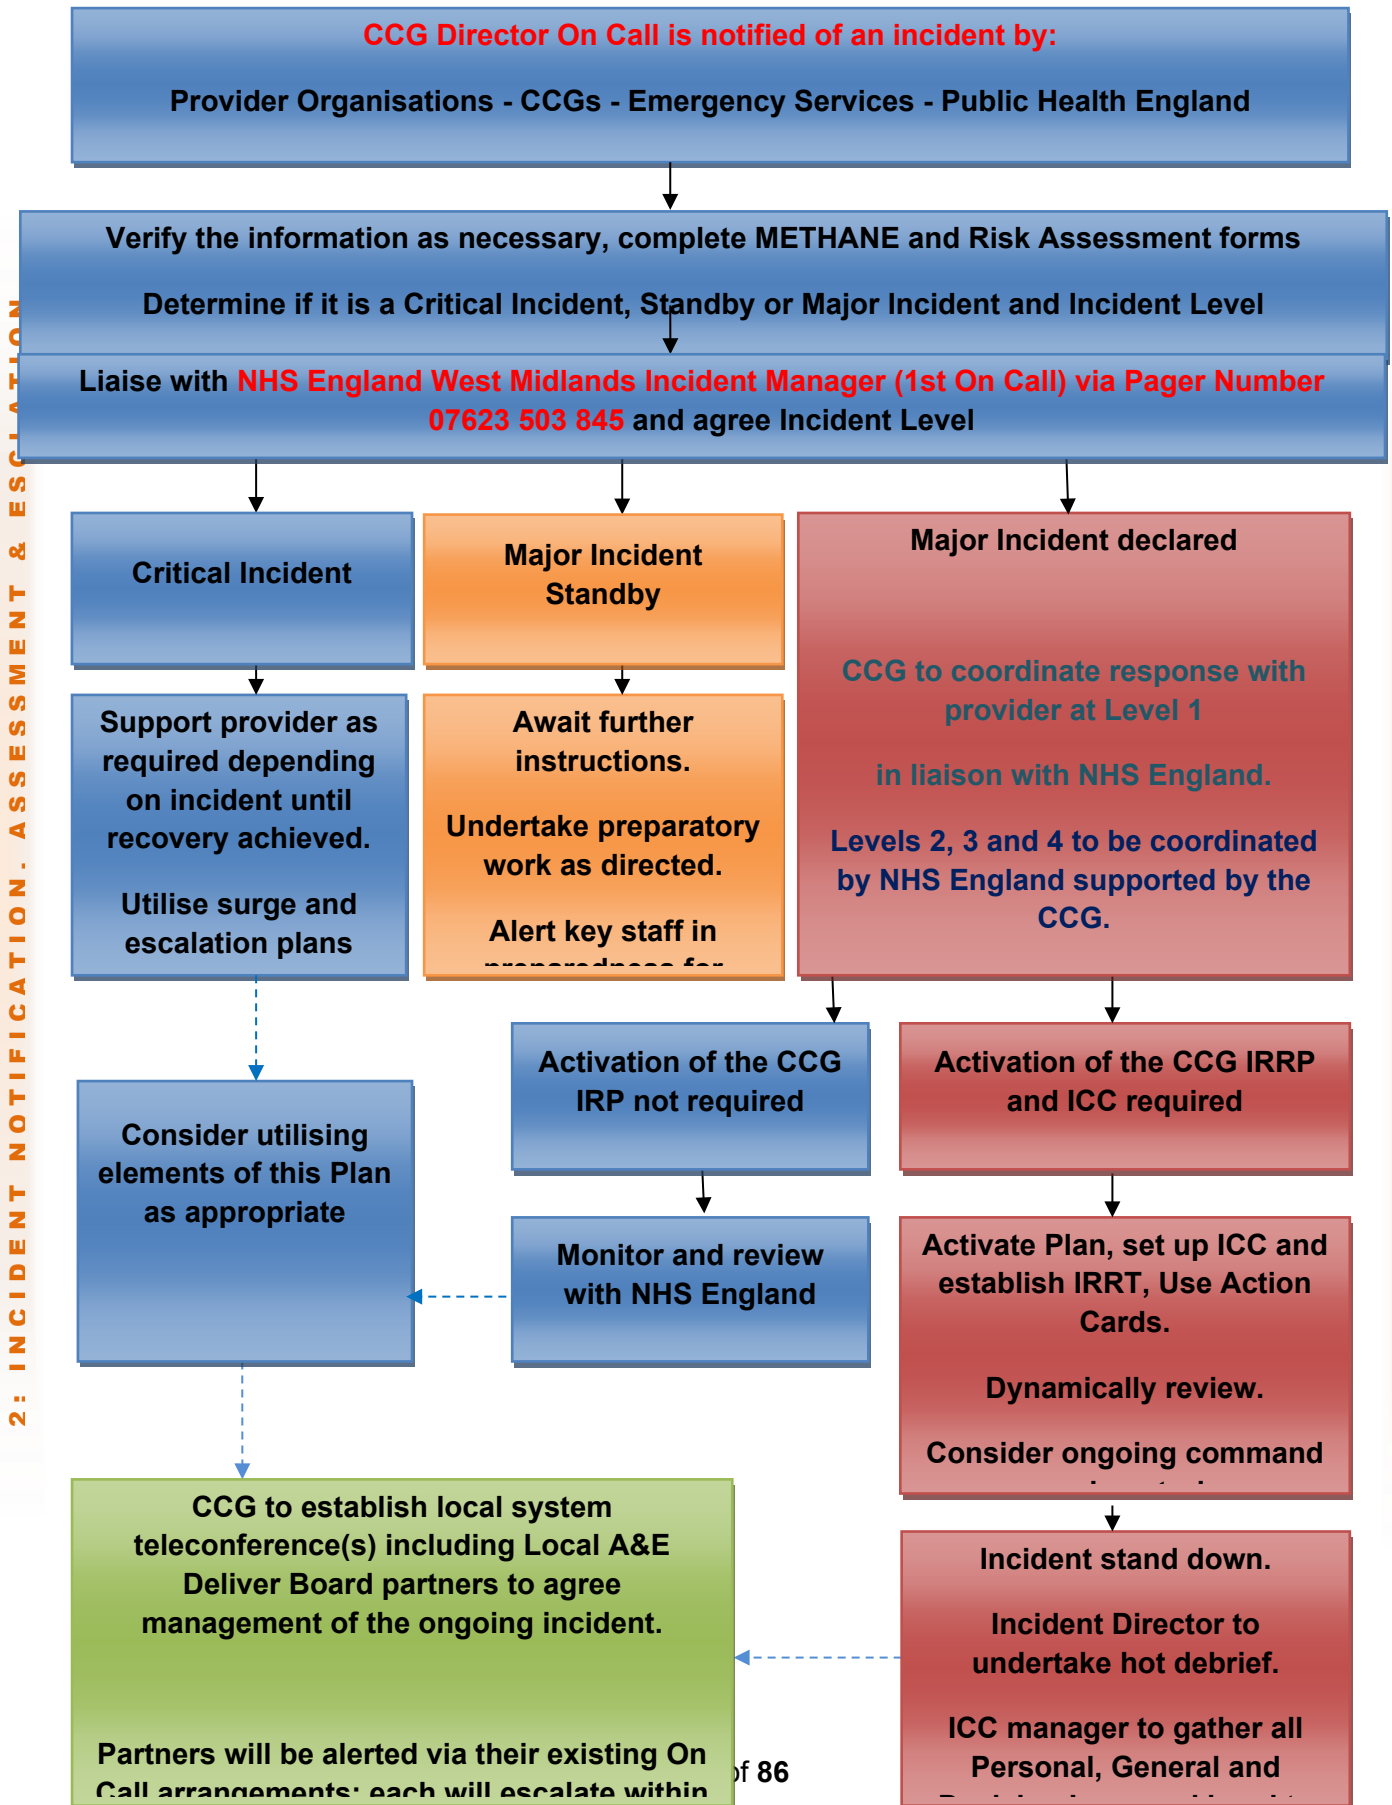 CCG Director On Call is notified of an incident by:
Provider Organisations - CCGs - Emergency Services - Public Health England
Verify the information as necessary, complete METHANE and Risk Assessment forms
Determine if it is a Critical Incident, Standby or Major Incident and Incident Level
Liaise with NHS England West Midlands Incident Manager (1st On Call) via Pager Number
07623 503 845 and agree Incident Level
2: INCIDENT NOTIFICATION. ASSESSMENT &
Critical Incident
Major Incident
Standby
Major Incident declared
CCG to coordinate response with
provider at Level 1
in liaison with NHS England.
Levels 2, 3 and 4 to be coordinated
by NHS England supported by the
CCG.
Support provider as
required depending
on incident until
recovery achieved.
Utilise surge and
escalation plans
Await further
instructions.
Undertake preparatory
work as directed.
Alert key staff in
preparedness for
Activation of the CCG
IRP not required
Activation of the CCG IRRP
and ICC required
Consider utilising
elements of this Plan
as appropriate
Monitor and review
with NHS England
Activate Plan, set up ICC and
establish IRRT, Use Action
Cards.
Dynamically review.
Consider ongoing command
CCG to establish local system
teleconference(s) including Local A&E
Deliver Board partners to agree
management of the ongoing incident.
Partners will be alerted via their existing On
Call arrangements; each will escalate within
Incident stand down.
Incident Director to
undertake hot debrief.
ICC manager to gather all
Personal, General and
of 86